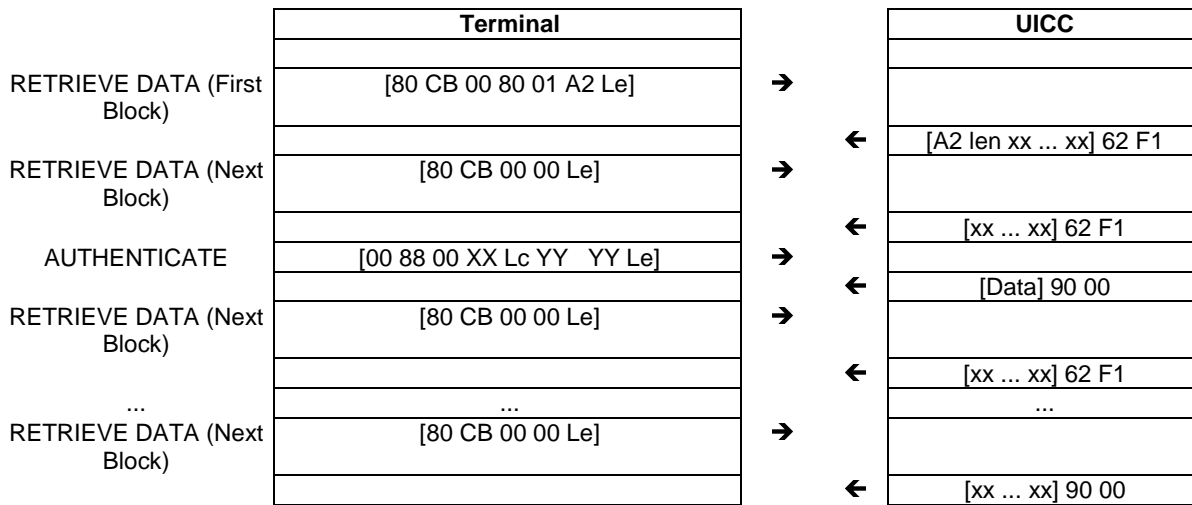 Terminal UICC
RETRIEVE DATA (First [80 CB 00 80 01 A2 Le] ➔
Block)
🡨 [A2 len xx ... xx] 62 F1
RETRIEVE DATA (Next [80 CB 00 00 Le] ➔
Block)
🡨 [xx ... xx] 62 F1
AUTHENTICATE [00 88 00 XX Lc YY YY Le] ➔
🡨 [Data] 90 00
RETRIEVE DATA (Next [80 CB 00 00 Le] ➔
Block)
🡨 [xx ... xx] 62 F1
... ... ...
RETRIEVE DATA (Next [80 CB 00 00 Le] ➔
Block)
🡨 [xx ... xx] 90 00